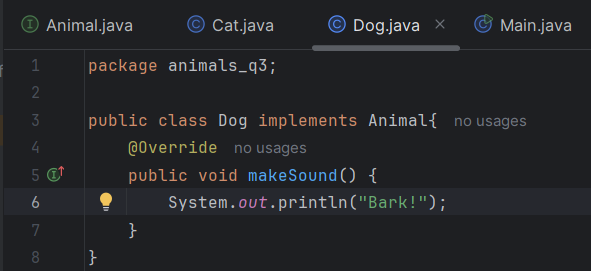 Animal.java Cat.java Dog.java Main.java
1 package animals_q3;
2
3 public class Dog implements Animal{ no usages
4 @Override no usages
5 public void makeSound() {
6 System.out.println("Bark!");
7 }
8 }